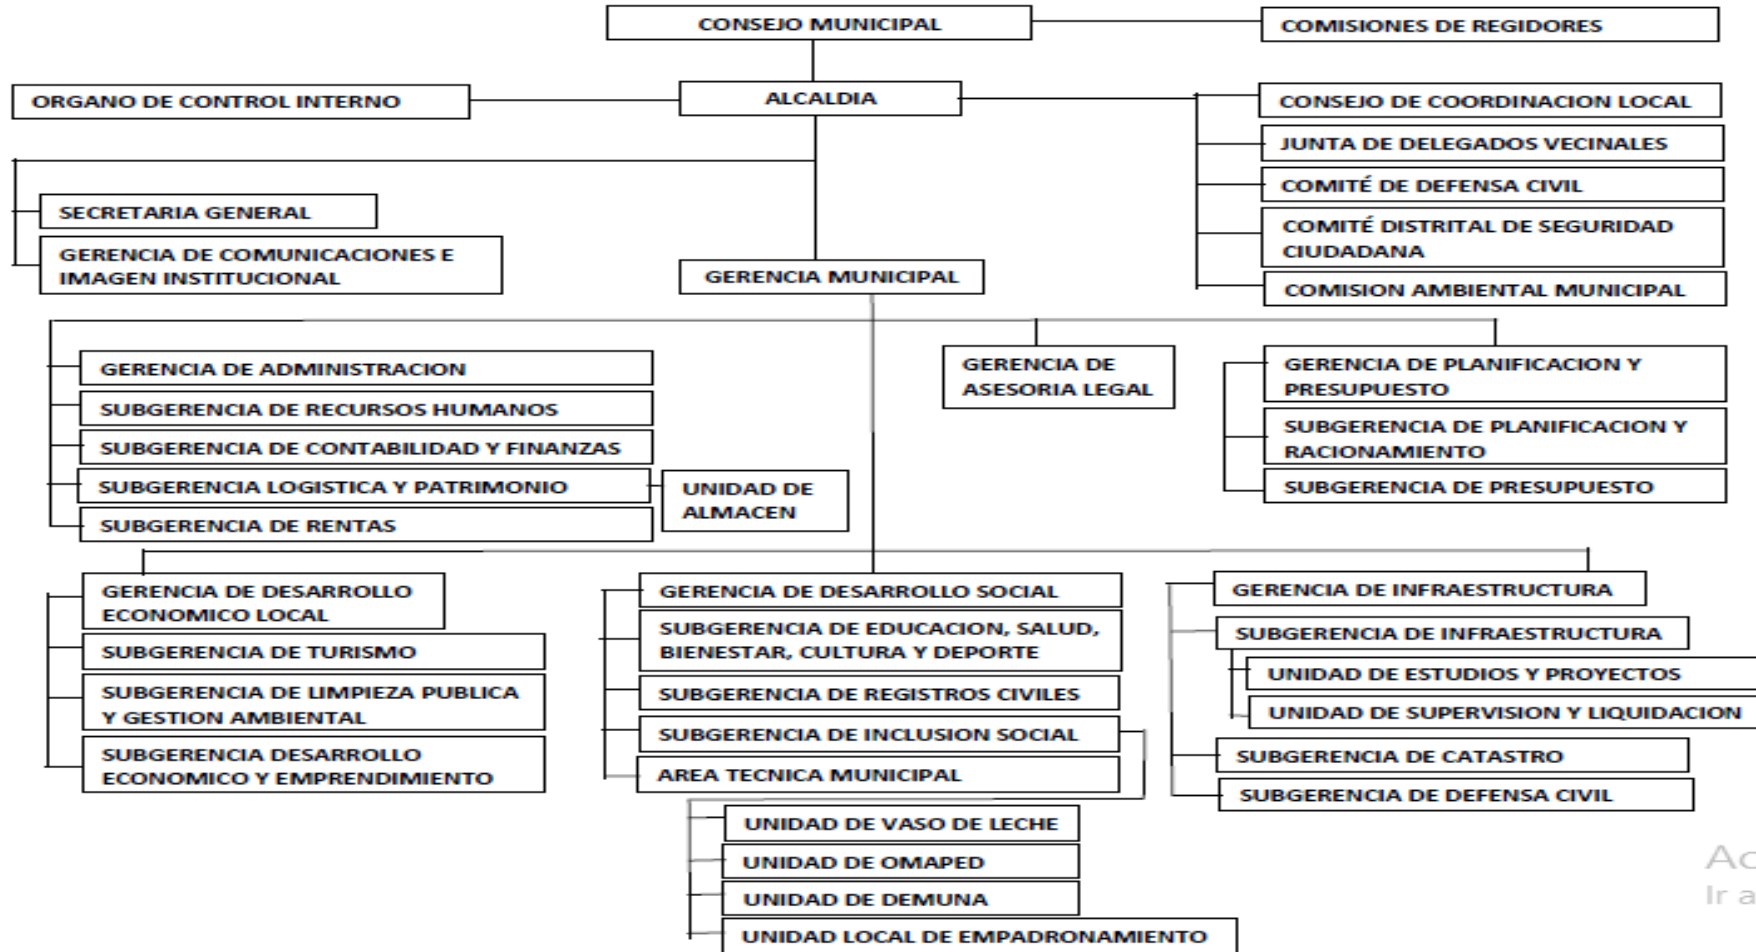 CONSEJO MUNICIPAL
COMISIONES DE REGIDORES
ORGANO DE CONTROL INTERNO
ALCALDIA
CONSEJO DE COORDINACION LOCAL
JUNTA DE DELEGADOS VECINALES
COMITÉ DE DEFENSA CIVIL
COMITÉ DISTRITAL DE SEGURIDAD
CIUDADANA
COMISION AMBIENTAL MUNICIPAL
SECRETARIA GENERAL
GERENCIA DE COMUNICACIONES E
IMAGEN INSTITUCIONAL
GERENCIA MUNICIPAL
GERENCIA DE ADMINISTRACION
SUBGERENCIA DE RECURSOS HUMANOS
SUBGERENCIA DE CONTABILIDAD Y FINANZAS
SUBGERENCIA LOGISTICA Y PATRIMONIO
UNIDAD DE
ALMACEN
SUBGERENCIA DE RENTAS
GERENCIA DE
ASESORIA LEGAL
GERENCIA DE PLANIFICACION Y
PRESUPUESTO
SUBGERENCIA DE PLANIFICACION Y
RACIONAMIENTO
SUBGERENCIA DE PRESUPUESTO
GERENCIA DE DESARROLLO
ECONOMICO LOCAL
SUBGERENCIA DE TURISMO
SUBGERENCIA DE LIMPIEZA PUBLICA
Y GESTION AMBIENTAL
SUBGERENCIA DESARROLLO
ECONOMICO Y EMPRENDIMIENTO
GERENCIA DE DESARROLLO SOCIAL
SUBGERENCIA DE EDUCACION, SALUD,
BIENESTAR, CULTURA Y DEPORTE
SUBGERENCIA DE REGISTROS CIVILES
SUBGERENCIA DE INCLUSION SOCIAL
AREA TECNICA MUNICIPAL
UNIDAD DE VASO DE LECHE
UNIDAD DE OMAPED
UNIDAD DE DEMUNA
UNIDAD LOCAL DE EMPADRONAMIENTO
GERENCIA DE INFRAESTRUCTURA
SUBGERENCIA DE INFRAESTRUCTURA
UNIDAD DE ESTUDIOS Y PROYECTOS
UNIDAD DE SUPERVISION Y LIQUIDACION
SUBGERENCIA DE CATASTRO
SUBGERENCIA DE DEFENSA CIVIL
Ir a